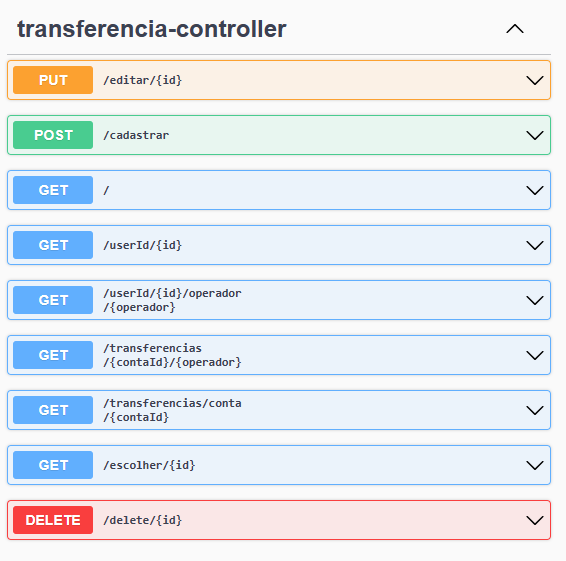 transferencia-controller
PUT /editar/{id}
POST /cadastrar
GET /
GET /userId/{id}
GET /userId/{id}/operador
/{operador}
GET /transferencias
/{contaId}/{operador}
GET /transferencias/conta
/{contaId}
GET /escolher/{id}
DELETE /delete/{id}